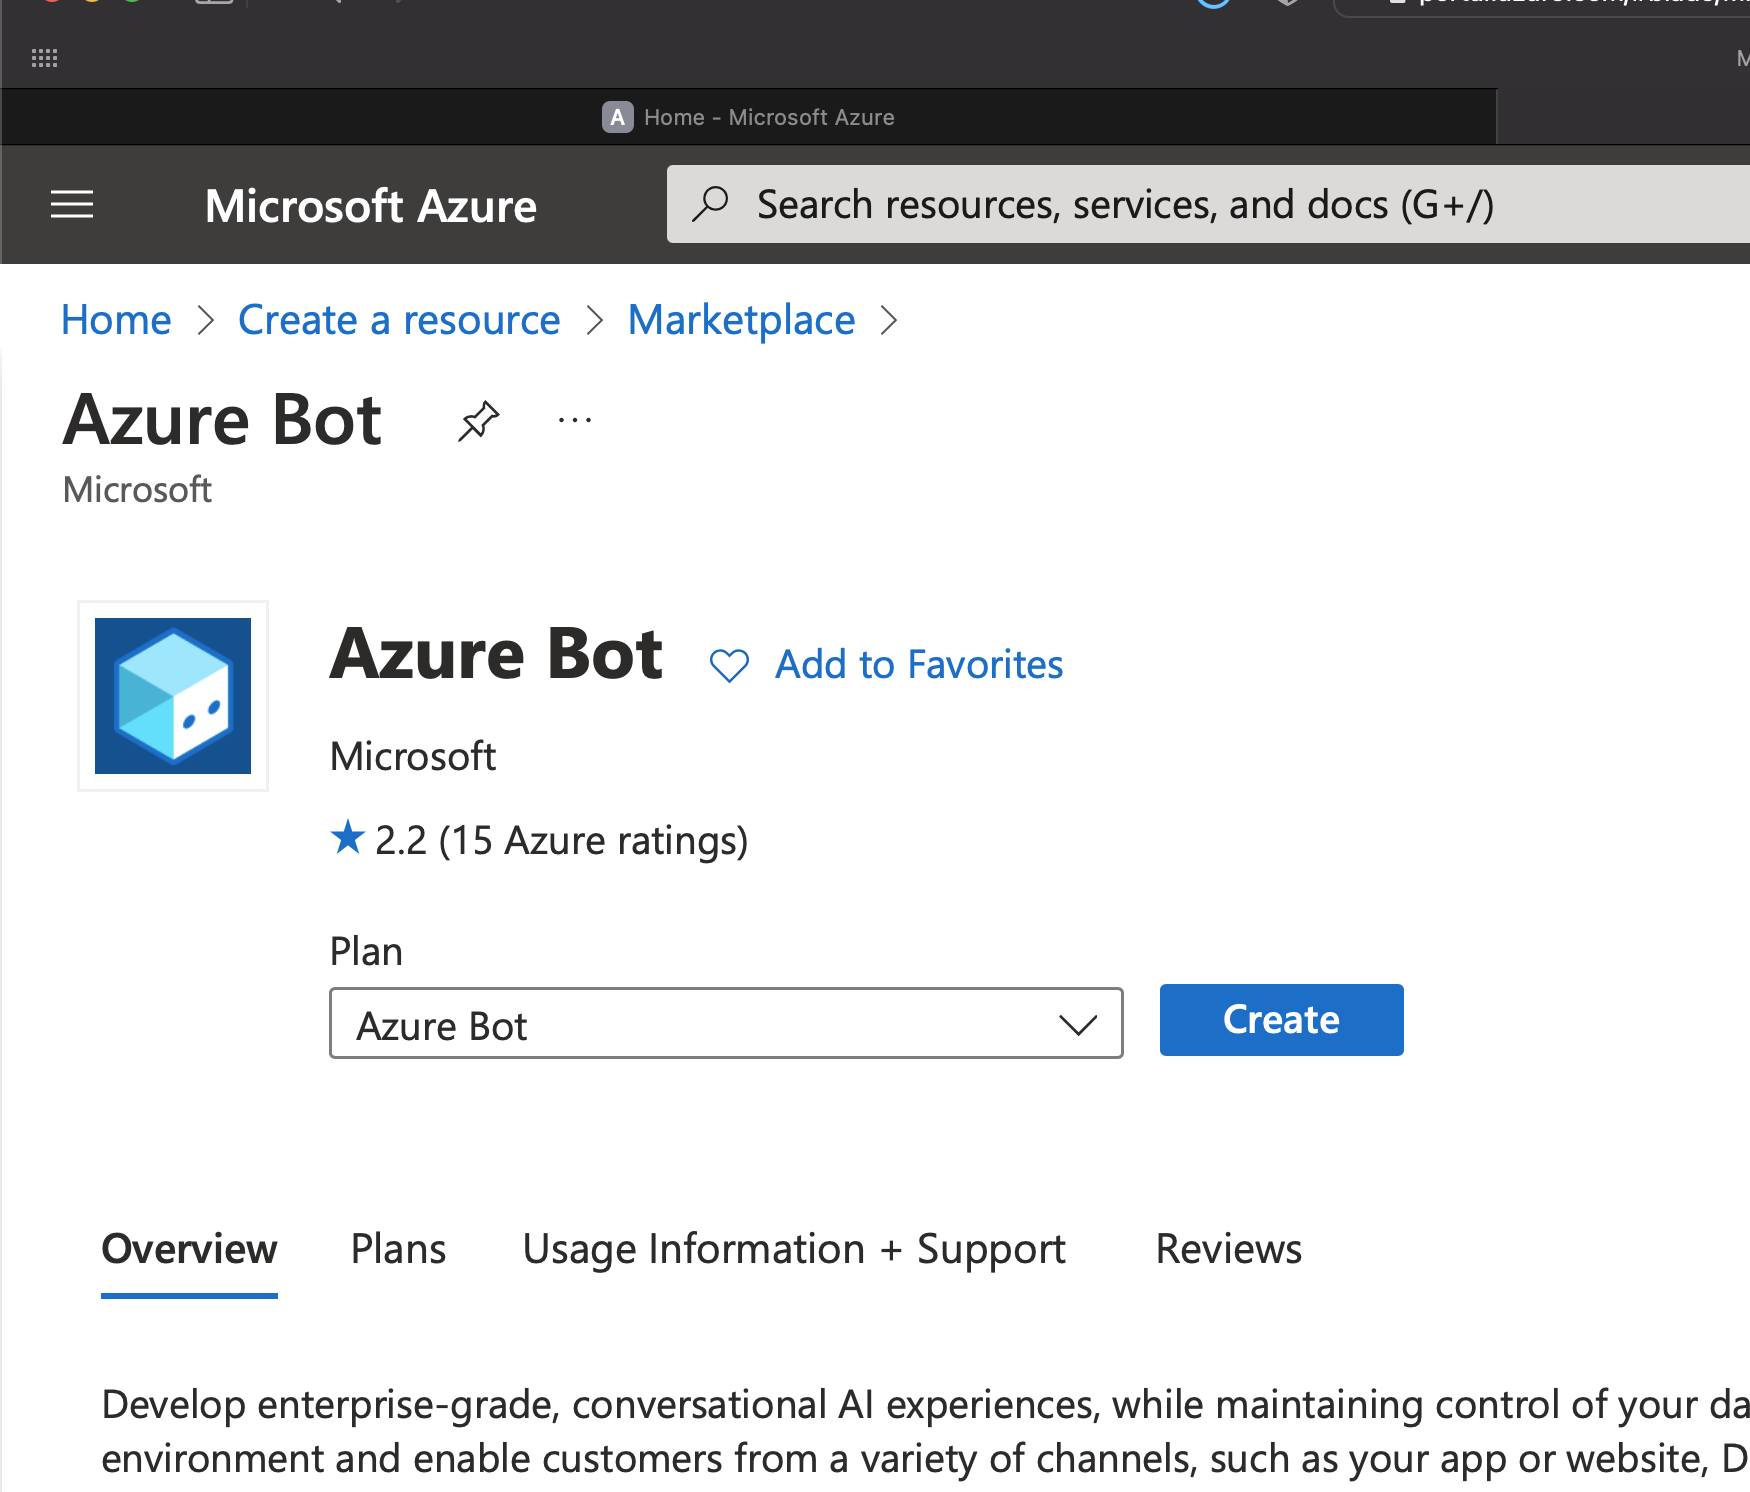 A Home - Microsoft Azure
Microsoft Azure
Search resources, services, and docs (G+/)
Home > Create a resource > Marketplace >
Azure Bot ...
Microsoft
Azure Bot
Add to Favorites
Microsoft
★ 2.2 (15 Azure ratings)
Plan
Azure Bot
Create
Overview Plans Usage Information + Support Reviews
Develop enterprise-grade, conversational AI experiences, while maintaining control of your da
environment and enable customers from a variety of channels, such as your app or website, D